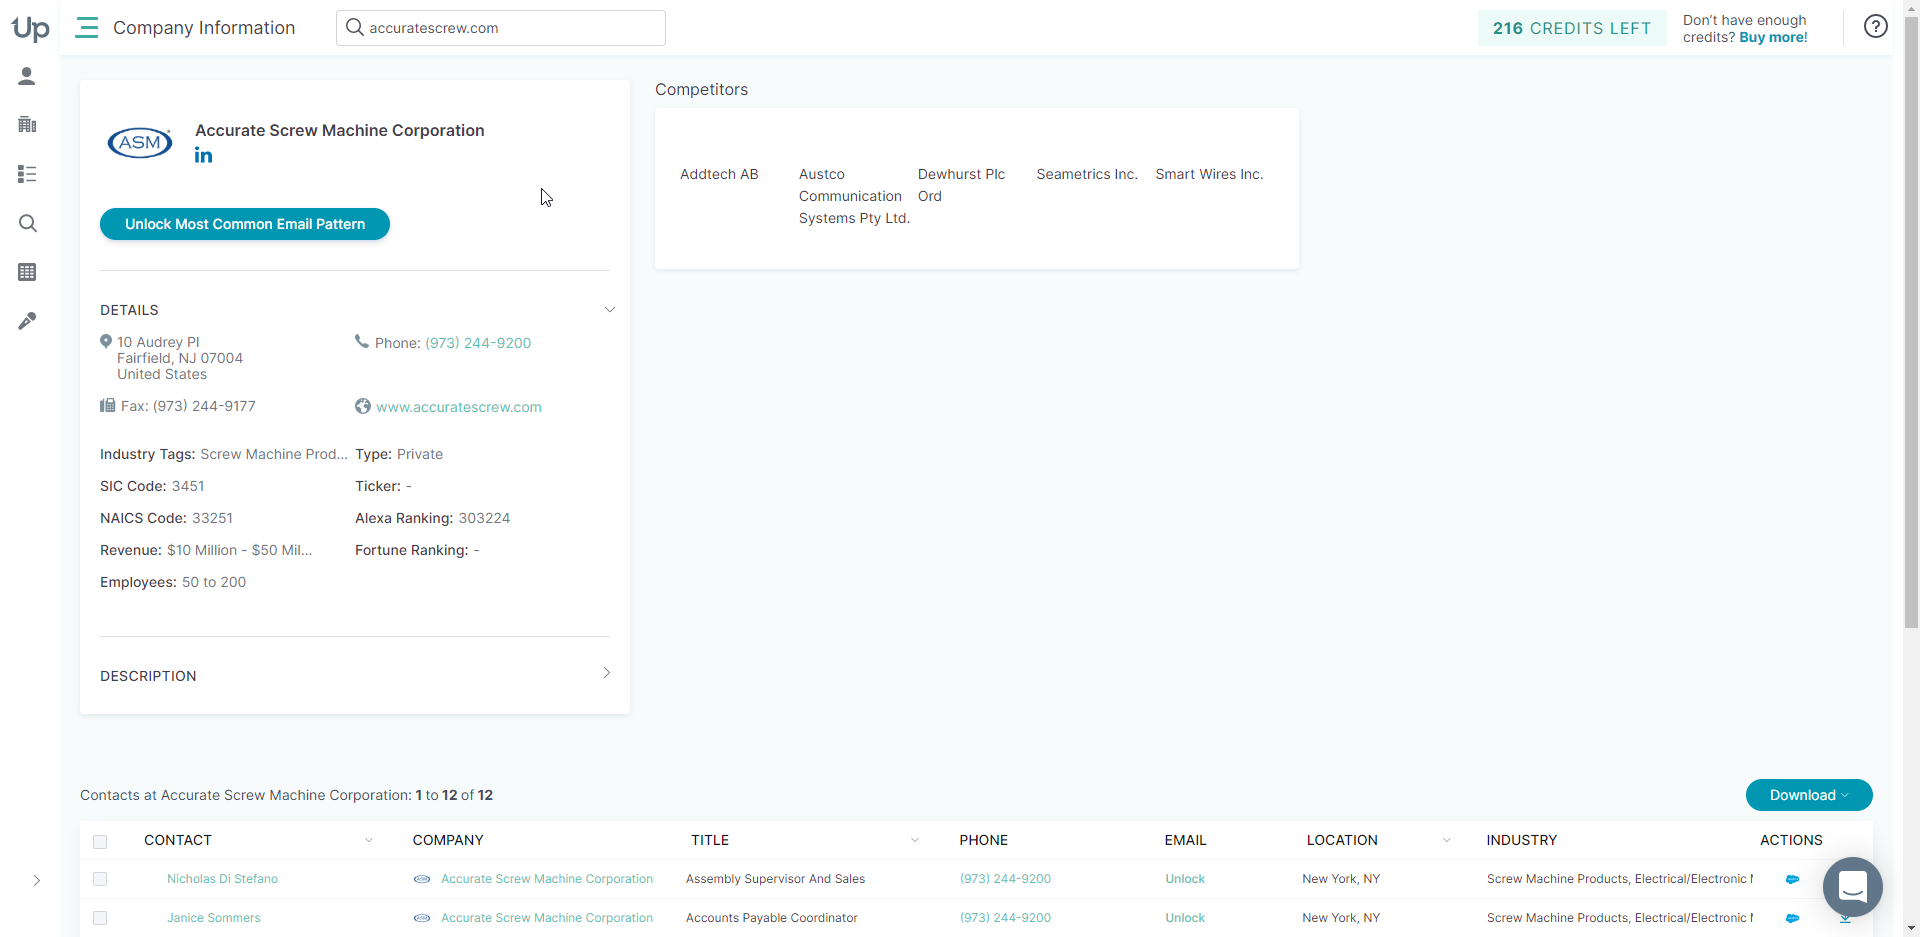 Up
Company Information
accuratescrew.com
216 CREDITS LEFT
Don't have enough
credits? Buy more!
ASM
Accurate Screw Machine Corporation
in
Unlock Most Common Email Pattern
Competitors
Addtech AB
Austco
Communication
Systems Pty Ltd.
Dewhurst Plc
Ord
Seametrics Inc.
Smart Wires Inc.
DETAILS
10 Audrey Pl
Fairfield, NJ 07004
United States
Phone: (973) 244-9200
Fax: (973) 244-9177
www.accuratescrew.com
Industry Tags: Screw Machine Prod...
Type: Private
SIC Code: 3451
Ticker: -
NAICS Code: 33251
Alexa Ranking: 303224
Revenue: $10 Million - $50 Mil...
Fortune Ranking: -
Employees: 50 to 200
DESCRIPTION
Contacts at Accurate Screw Machine Corporation: 1 to 12 of 12
Download
CONTACT COMPANY TITLE PHONE EMAIL LOCATION INDUSTRY ACTIONS
Nicholas Di Stefano Accurate Screw Machine Corporation Assembly Supervisor And Sales (973) 244-9200 Unlock New York, NY Screw Machine Products, Electrical/Electronic
Janice Sommers Accurate Screw Machine Corporation Accounts Payable Coordinator (973) 244-9200 Unlock New York, NY Screw Machine Products, Electrical/Electronic